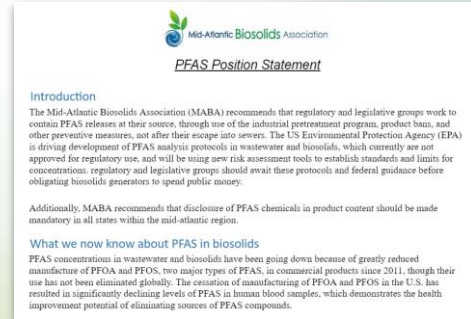 Mid-Atlantic Biosolids Association
PFAS Position Statement
Introduction
The Mid-Atlantic Biosolids Association (MABA) recommends that regulatory and legislative groups work to
contain PFAS releases at their source, through use of the industrial pretreatment program, product bans, and
other preventive measures, not after their escape into sewers. The US Environmental Protection Agency (EPA)
is driving development of PFAS analysis protocols in wastewater and biosolids, which currently are not
approved for regulatory use, and will be using new risk assessment tools to establish standards and limits for
concentrations. regulatory and legislative groups should await these protocols and federal guidance before
obligating biosolids generators to spend public money.
Additionally, MABA recommends that disclosure of PFAS chemicals in product content should be made
mandatory in all states within the mid-atlantic region.
What we now know about PFAS in biosolids
PFAS concentrations in wastewater and biosolids have been going down because of greatly reduced
manufacture of PFOA and PFOS, two major types of PFAS, in commercial products since 2011, though their
use has not been eliminated globally. The cessation of manufacturing of PFOA and PFOS in the U.S. has
resulted in significantly declining levels of PFAS in human blood samples, which demonstrates the health
improvement potential of eliminating sources of PFAS compounds.